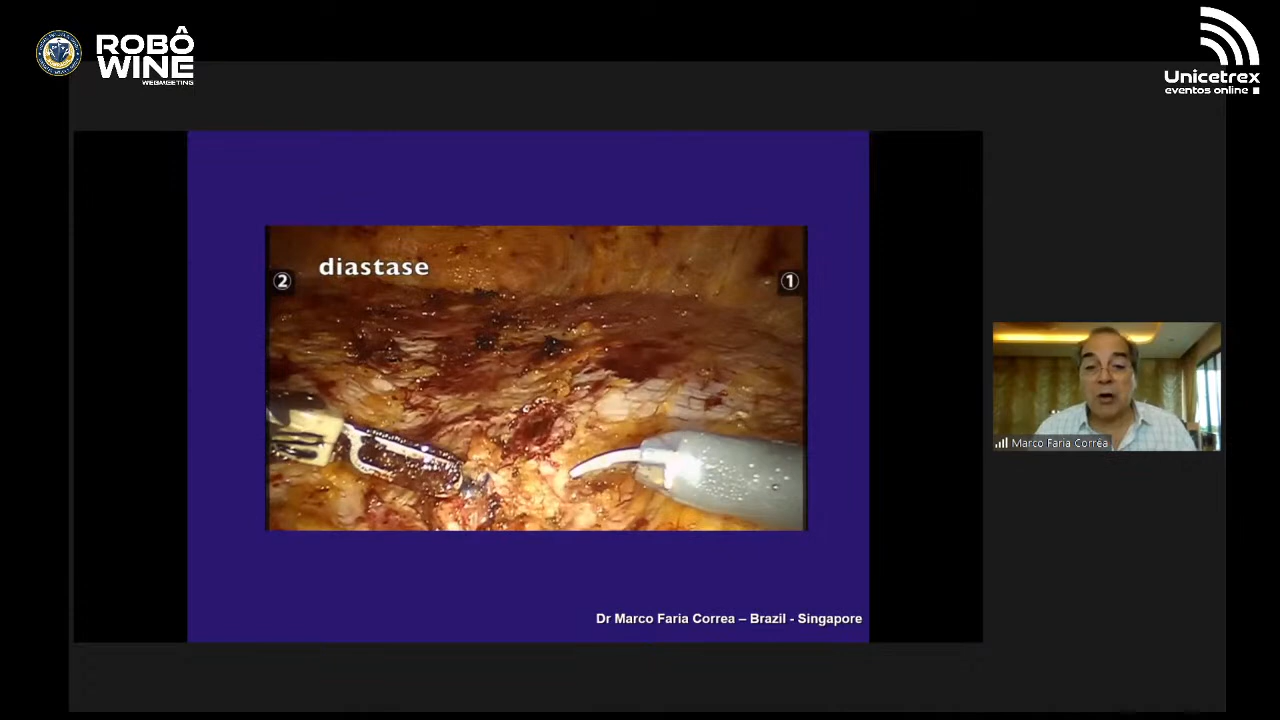 ROBÔ
WINE
WEBMEETING
Unicetrex
eventos online
diastase
2
1
Marco Faria Corrêa
Dr Marco Faria Correa – Brazil - Singapore